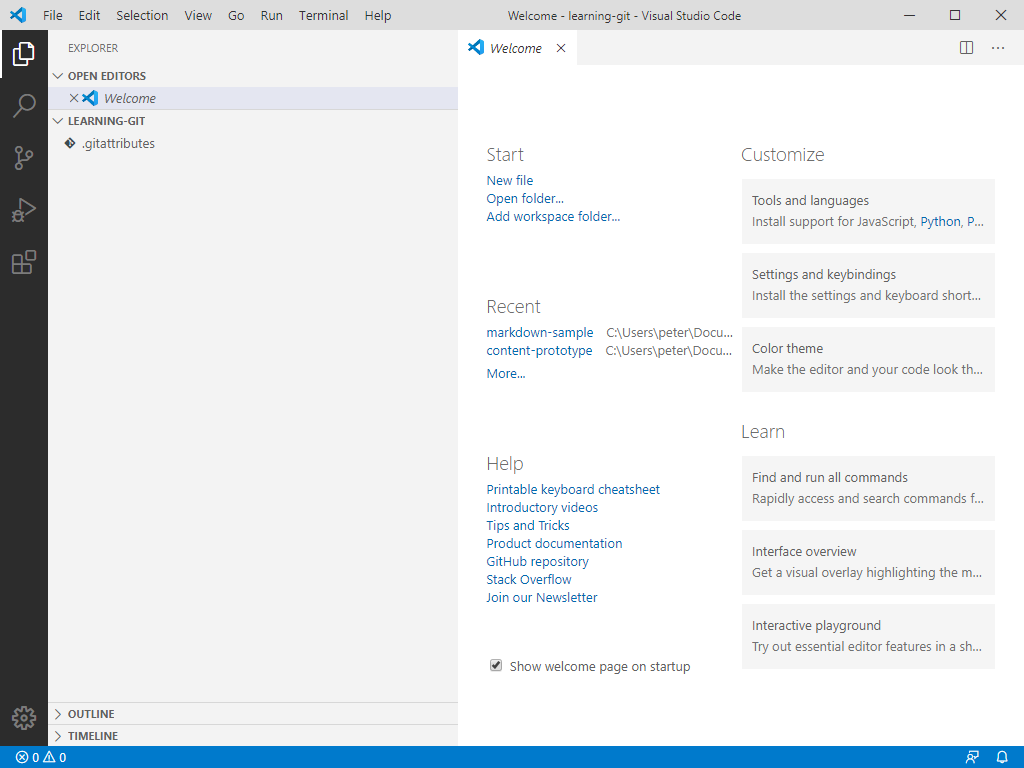 File Edit Selection View Go Run Terminal Help Welcome - learning-git - Visual Studio Code
EXPLORER
OPEN EDITORS
Welcome
LEARNING-GIT
.gitattributes
OUTLINE
TIMELINE
Welcome
Start
New file
Open folder...
Add workspace folder...
Recent
markdown-sample C:\Users\peter\Docu...
content-prototype C:\Users\peter\Docu...
More...
Help
Printable keyboard cheatsheet
Introductory videos
Tips and Tricks
Product documentation
GitHub repository
Stack Overflow
Join our Newsletter
Show welcome page on startup
Customize
Tools and languages
Install support for JavaScript, Python, P...
Settings and keybindings
Install the settings and keyboard short...
Color theme
Make the editor and your code look th...
Learn
Find and run all commands
Rapidly access and search commands f...
Interface overview
Get a visual overlay highlighting the m...
Interactive playground
Try out essential editor features in a sh...
0 0